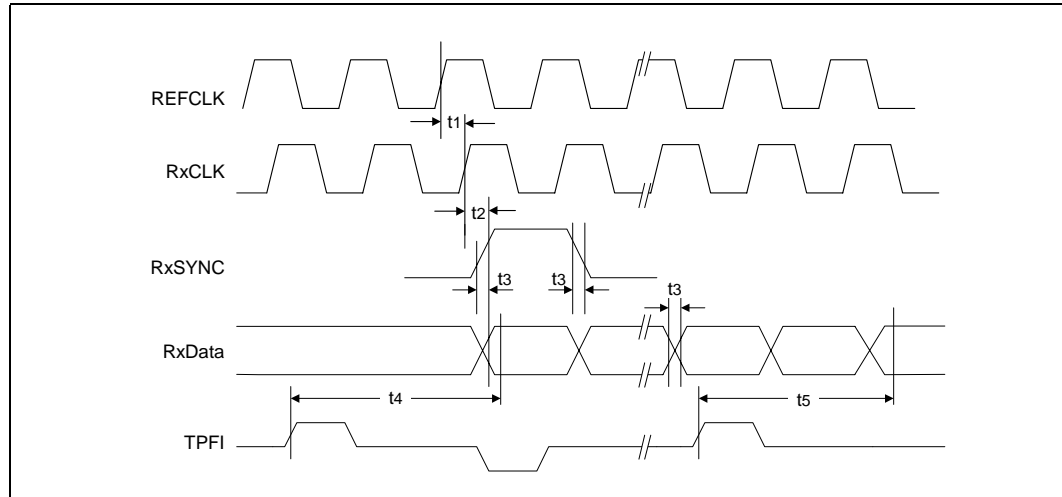 REFCLK
t1
RxCLK
t2
RxSYNC
t3
t3
t3
RxData
t4
t5
TPFI